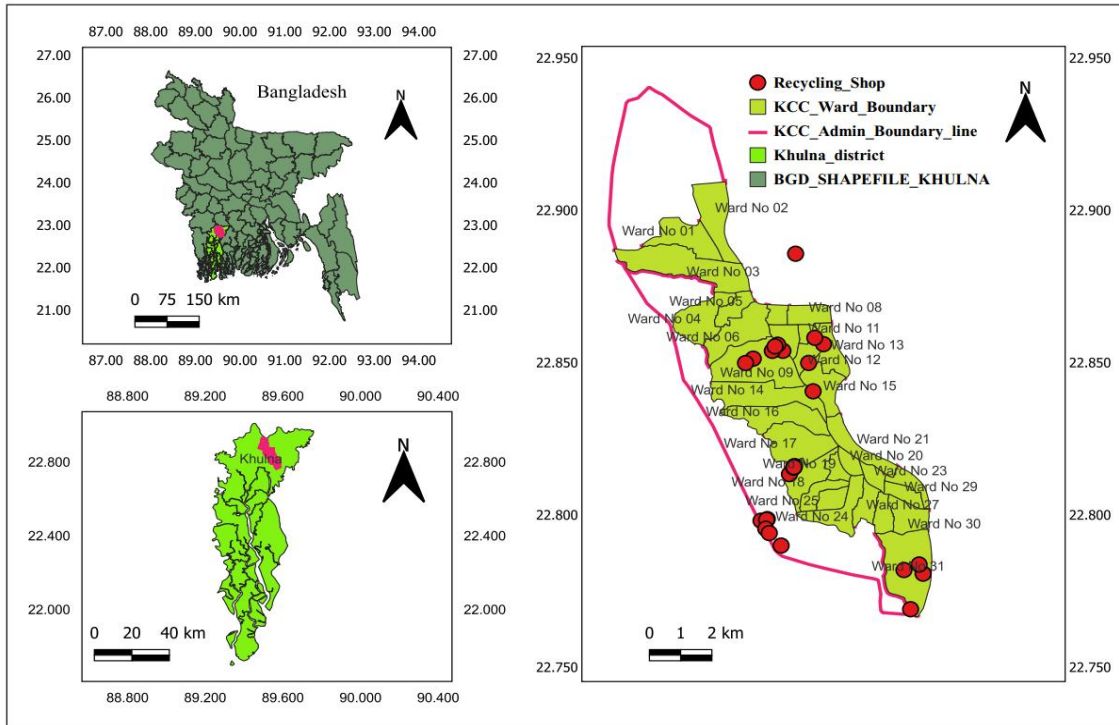 87.00 88.00 89.00 90.00 91.00 92.00 93.00 94.00
27.00 27.00
26.00 26.00
25.00 25.00
24.00 24.00
23.00 23.00
22.00 22.00
21.00 21.00
Bangladesh
N
0 75 150 km
87.00 88.00 89.00 90.00 91.00 92.00 93.00 94.00
88.800 89.200 89.600 90.000 90.400
22.800 22.800
22.400 22.400
22.000 22.000
Khulna
N
0 20 40 km
88.800 89.200 89.600 90.000 90.400
22.950 22.950
22.900 22.900
22.850 22.850
22.800 22.800
22.750 22.750
Recycling_Shop
KCC_Ward_Boundary
KCC_Admin_Boundary_line
Khulna_district
BGD_SHAPEFILE_KHULNA
N
Ward No 02
Ward No 01
Ward No 03
Ward No 05
Ward No 08
Ward No 04
Ward No 11
Ward No 06
Ward No 13
Ward No 12
Ward No 09
Ward No 15
Ward No 14
Ward No 16
Ward No 21
Ward No 17
Ward No 20
Ward No 19
Ward No 23
Ward No 18
Ward No 29
Ward No 25
Ward No 27
Ward No 24
Ward No 30
Ward No 31
0 1 2 km